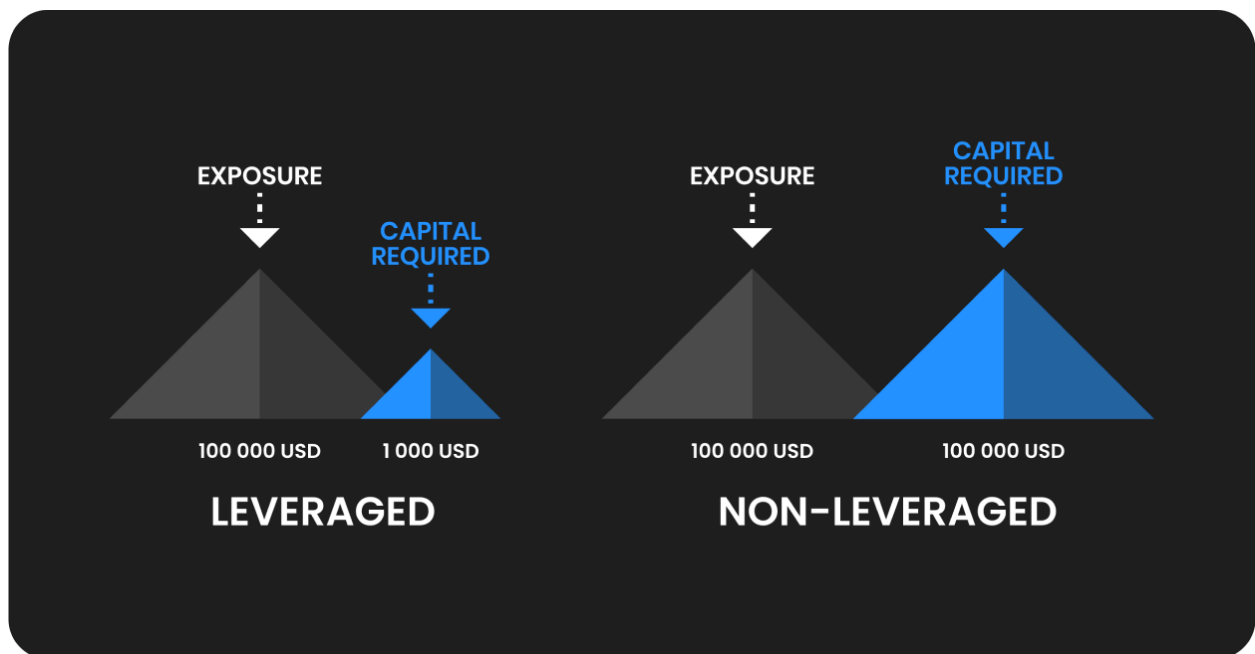 EXPOSURE
CAPITAL
REQUIRED
100 000 USD
1 000 USD
LEVERAGED
EXPOSURE
CAPITAL
REQUIRED
100 000 USD
100 000 USD
NON-LEVERAGED